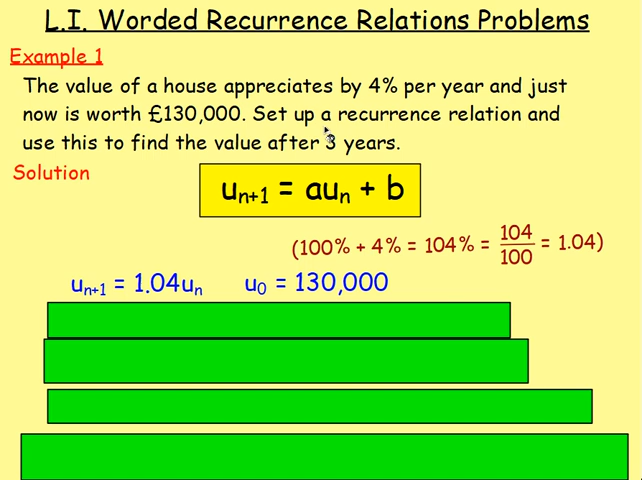 L.I. Worded Recurrence Relations Problems
Example 1
The value of a house appreciates by 4% per year and just
now is worth £130,000. Set up a recurrence relation and
use this to find the value after 3 years.
Solution
uₙ₊₁ = auₙ + b
(100% + 4% = 104% = 104/100 = 1.04)
uₙ₊₁ = 1.04uₙ u₀ = 130,000